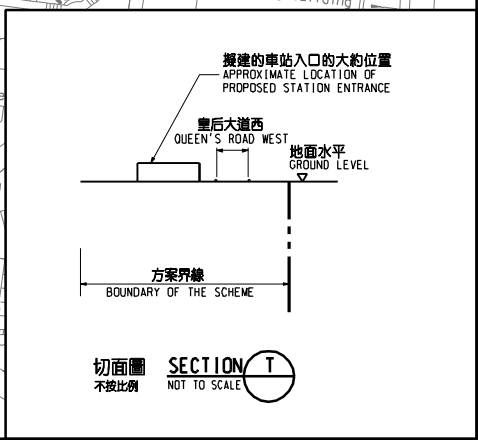 擬建的車站入口的大約位置
APPROXIMATE LOCATION OF
PROPOSED STATION ENTRANCE
皇后大道西
QUEEN'S ROAD WEST
地面水平
GROUND LEVEL
方案界線
BOUNDARY OF THE SCHEME
切面圖 SECTION T
不按比例 NOT TO SCALE